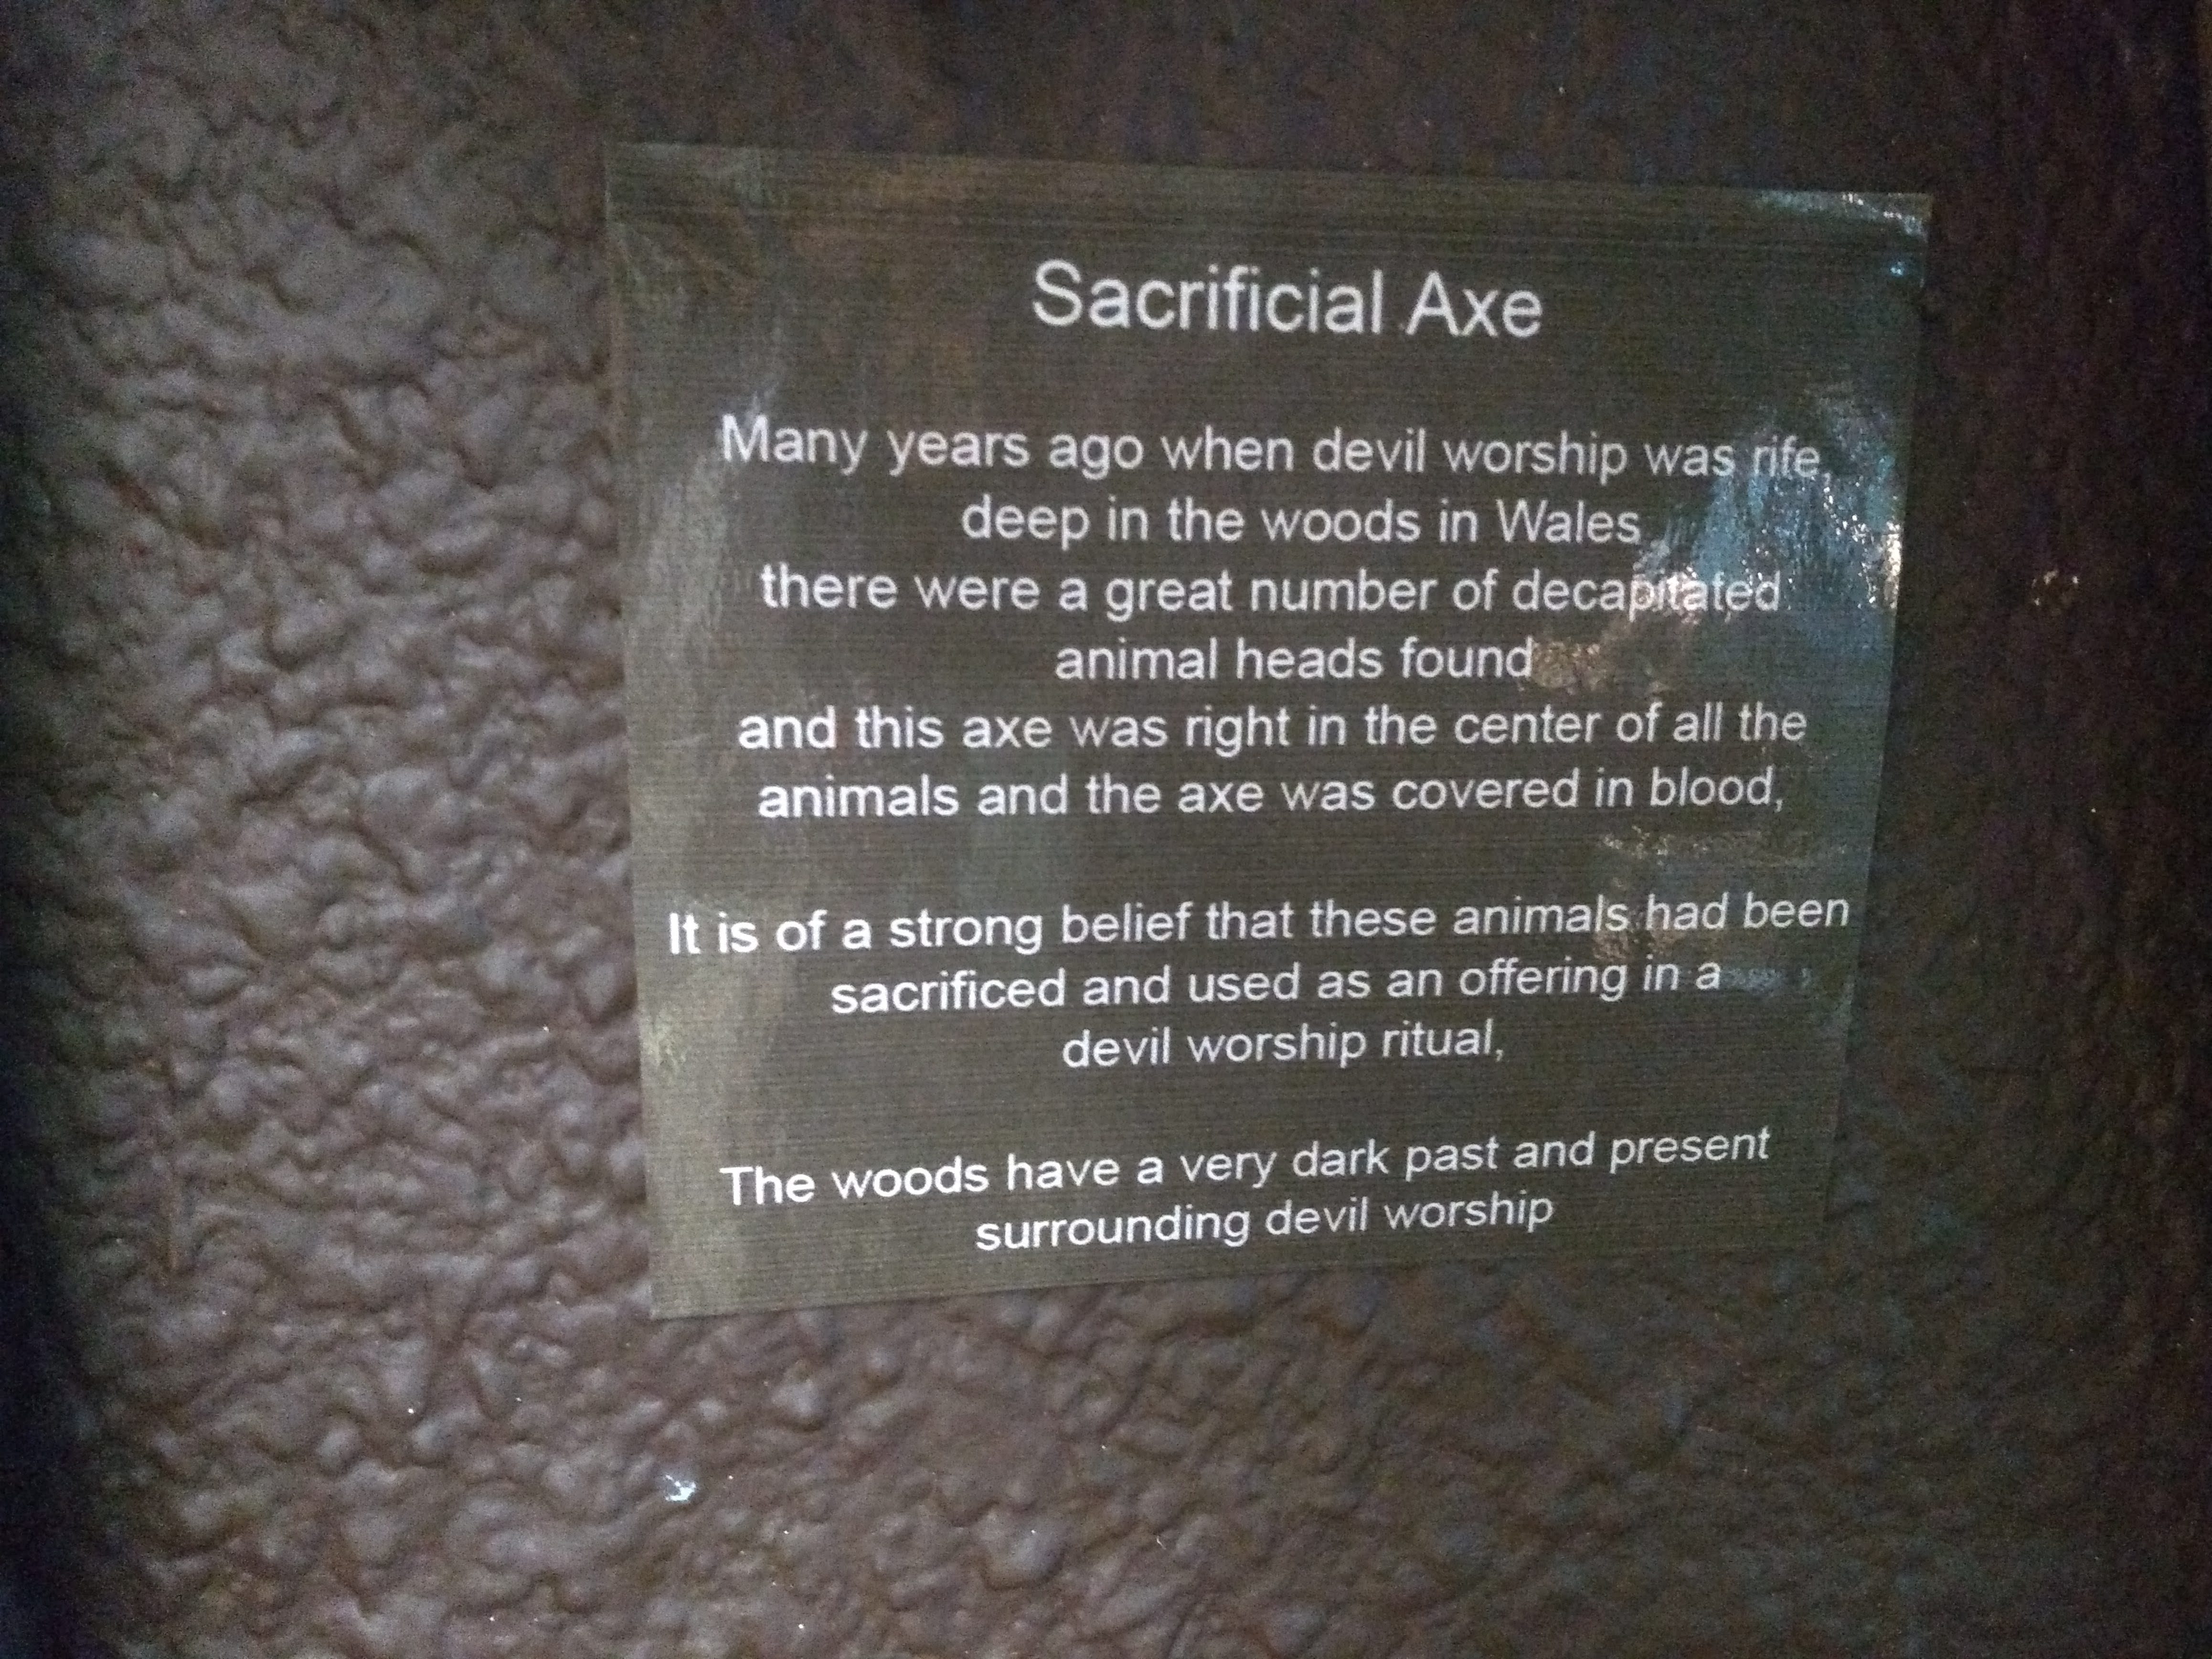 Sacrificial Axe
Many years ago when devil worship was rife,
deep in the woods in Wales
there were a great number of decapitated
animal heads found
and this axe was right in the center of all the
animals and the axe was covered in blood,
It is of a strong belief that these animals had been
sacrificed and used as an offering in a
devil worship ritual,
The woods have a very dark past and present
surrounding devil worship